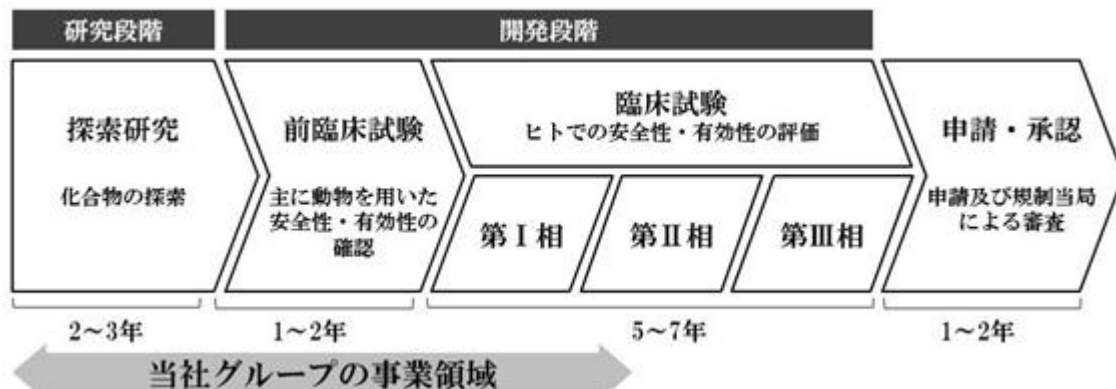 研究段階
開発段階
探索研究
化合物の探索
前臨床試験
主に動物を用いた
安全性・有効性の
確認
臨床試験
ヒトでの安全性・有効性の評価
第Ⅰ相
第Ⅱ相
第Ⅲ相
申請・承認
申請及び規制当局
による審査
2～3年
1～2年
5～7年
1～2年
当社グループの事業領域